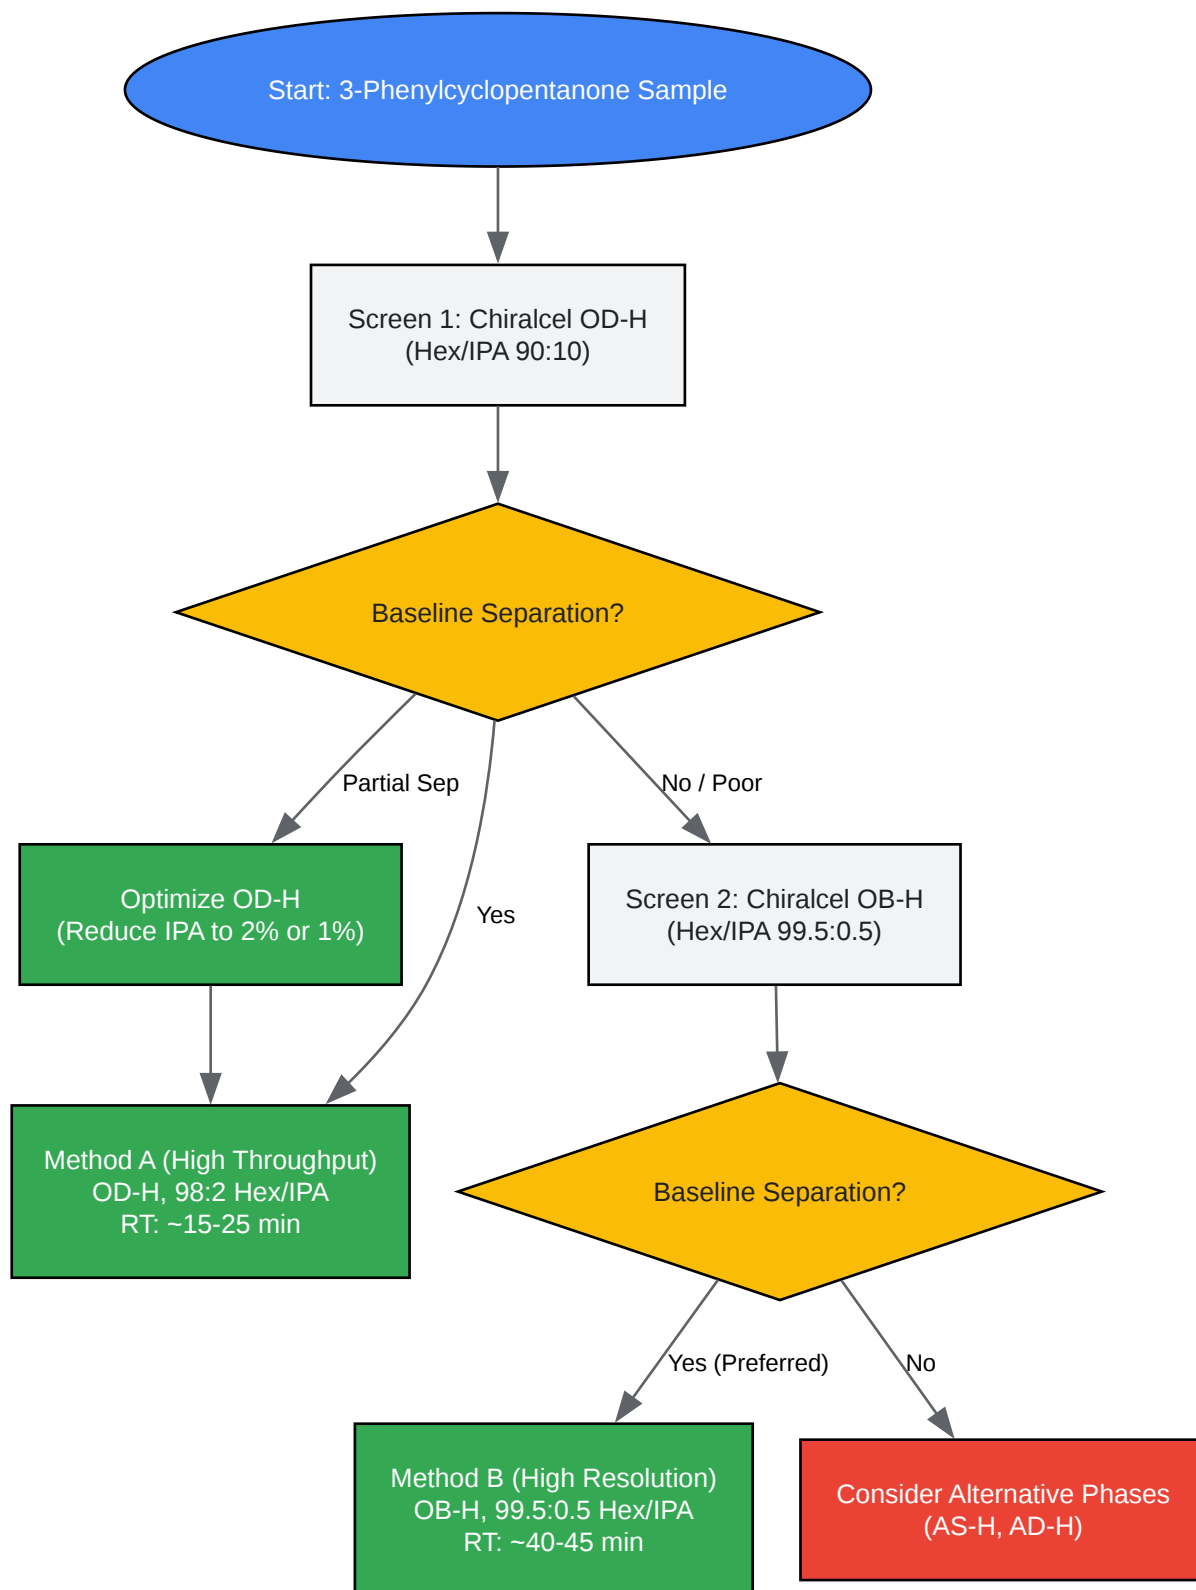 Start: 3-Phenylcyclopentanone Sample
Screen 1: Chiralcel OD-H
(Hex/IPA 90:10)
Baseline Separation?
Partial Sep
No / Poor
Optimize OD-H
(Reduce IPA to 2% or 1%)
Yes
Screen 2: Chiralcel OB-H
(Hex/IPA 99.5:0.5)
Method A (High Throughput)
OD-H, 98:2 Hex/IPA
RT: ~15-25 min
Baseline Separation?
Yes (Preferred)
No
Method B (High Resolution)
OB-H, 99.5:0.5 Hex/IPA
RT: ~40-45 min
Consider Alternative Phases
(AS-H, AD-H)